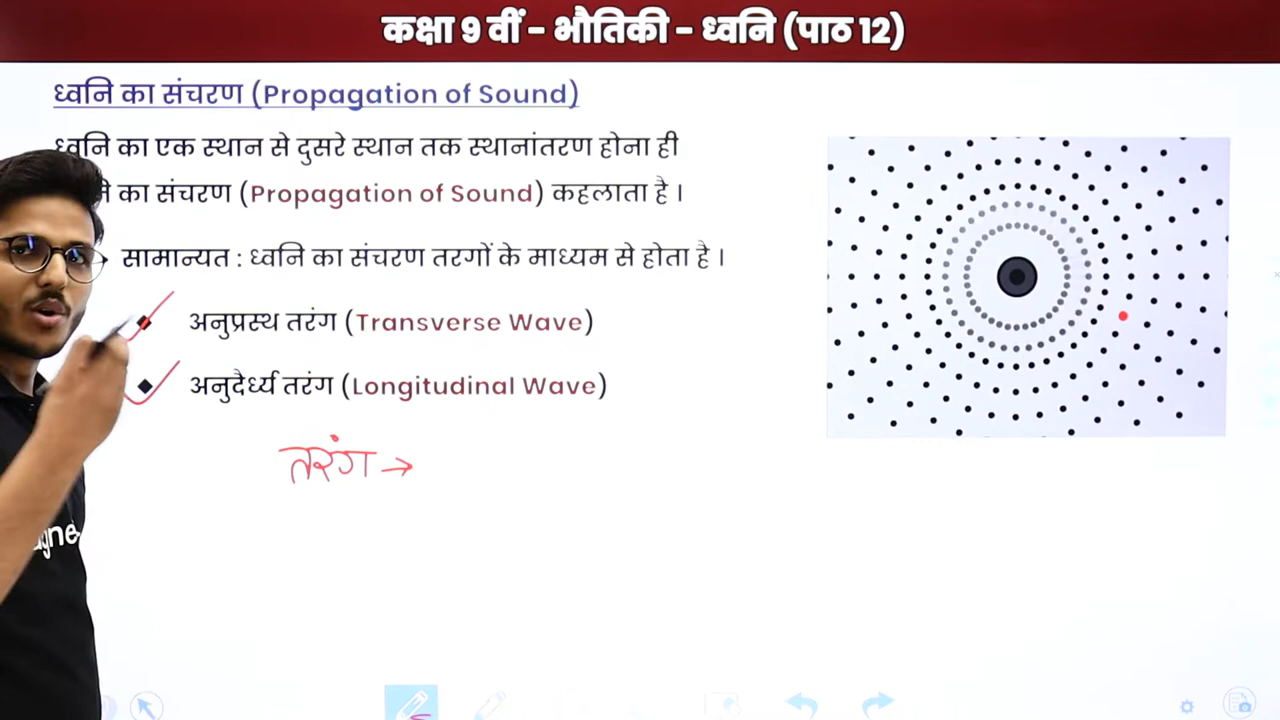 कक्षा 9 वीं - भौतिकी - ध्वनि (पाठ 12)
ध्वनि का संचरण (Propagation of Sound)
ध्वनि का एक स्थान से दुसरे स्थान तक स्थानांतरण होना ही
का संचरण (Propagation of Sound) कहलाता है ।
सामान्यत : ध्वनि का संचरण तरगों के माध्यम से होता है ।
अनुप्रस्थ तरंग (Transverse Wave)
अनुदैर्ध्य तरंग (Longitudinal Wave)
तरंग →